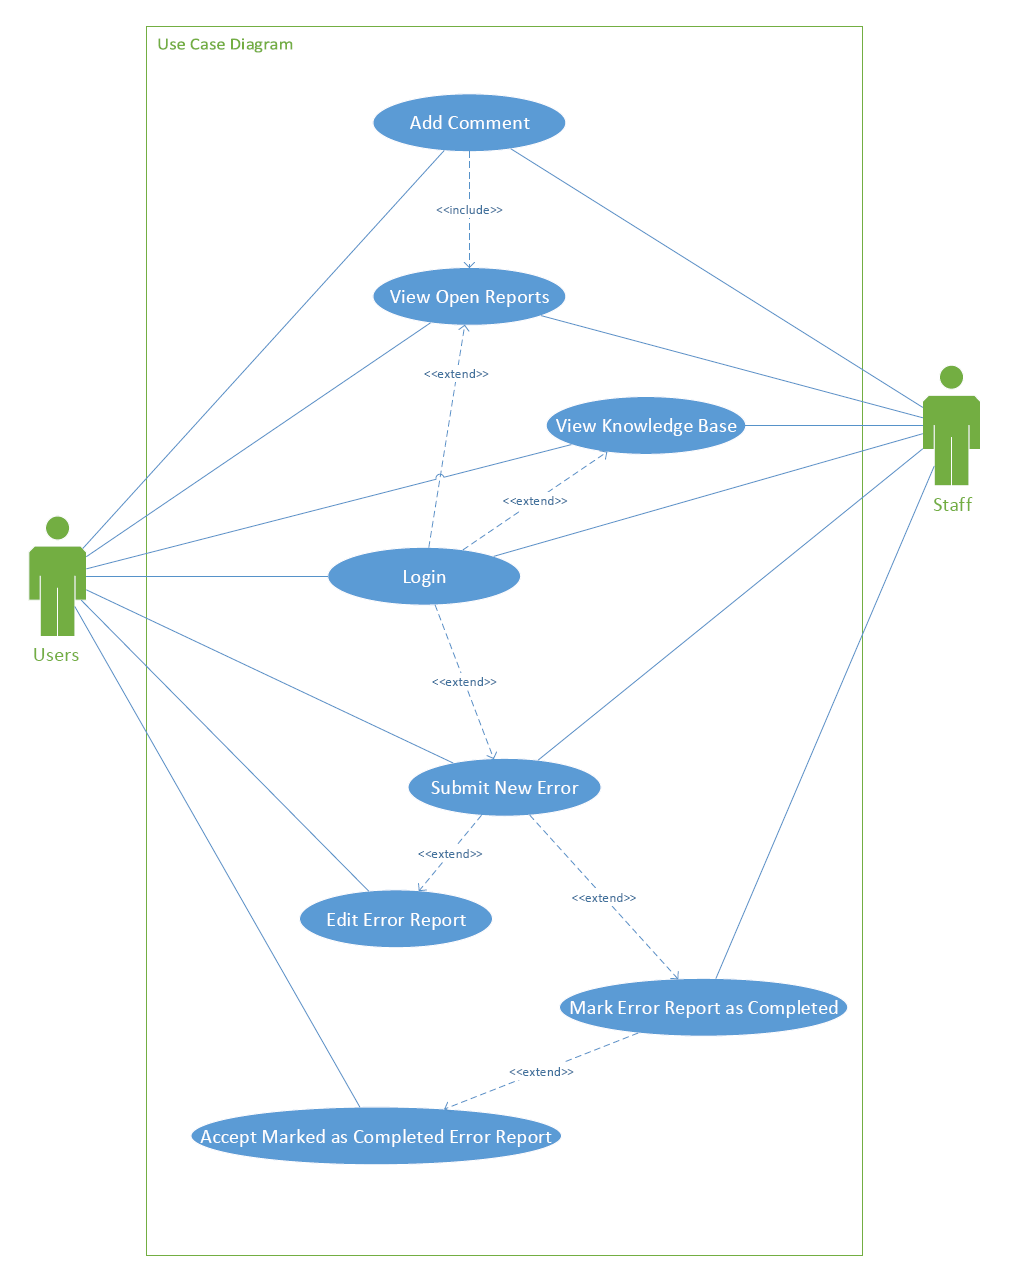 Use Case Diagram
Add Comment
<<include>>
View Open Reports
<<extend>>
View Knowledge Base
<<extend>>
Staff
Login
Users
<<extend>>
Submit New Error
<<extend>>
<<extend>>
Edit Error Report
Mark Error Report as Completed
<<extend>>
Accept Marked as Completed Error Report